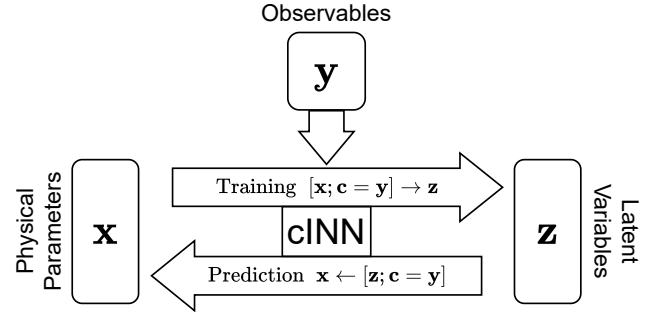 Observables
y
Training [x; c = y] → z
Physical
Parameters
x
cINN
z
Latent
Variables
Prediction x ← [z; c = y]